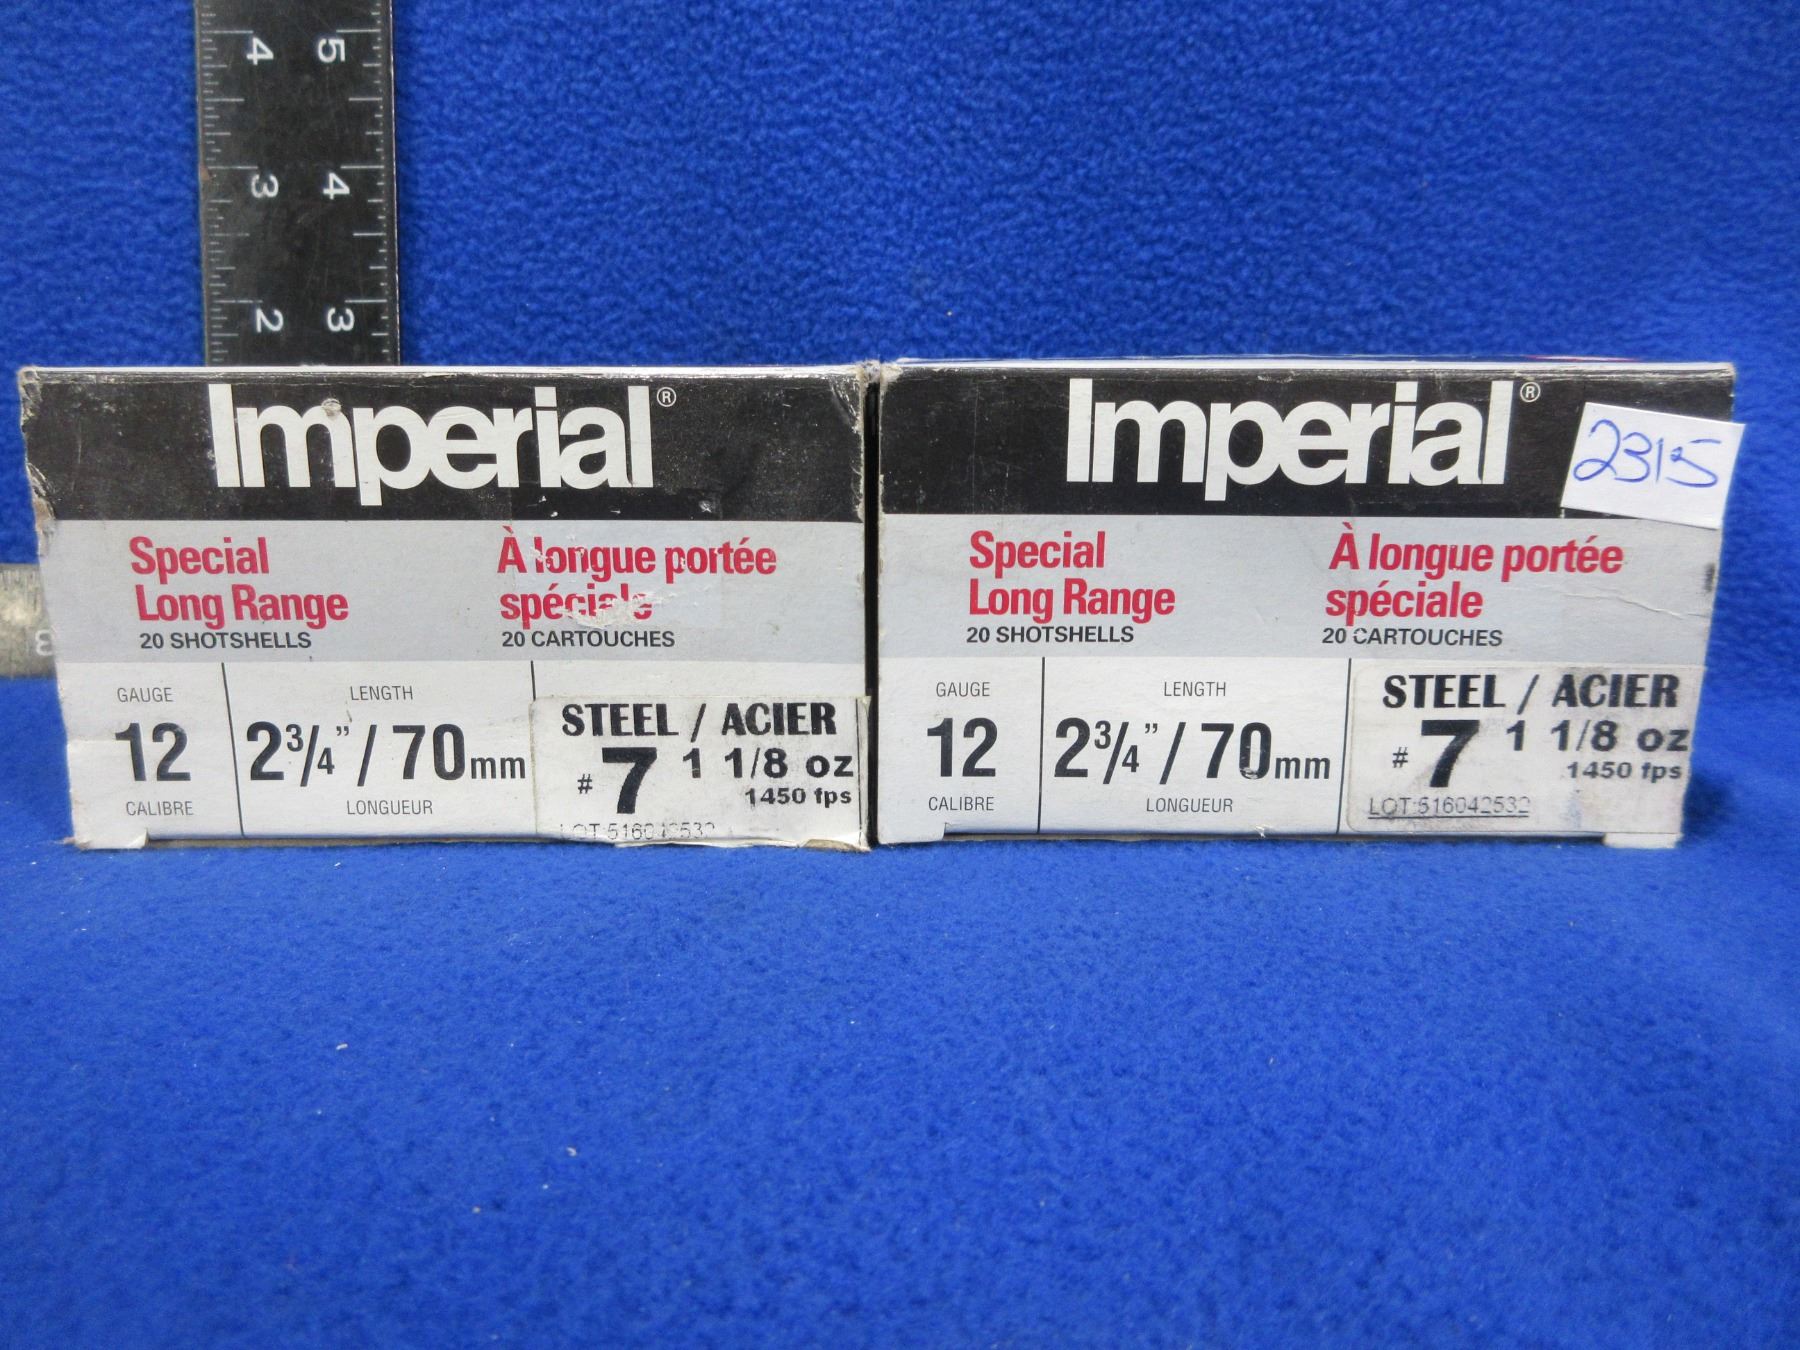 4 5
3 4
2 3
3
Imperial®
Special
Long Range
20 SHOTSHELLS
À longue portée
spéciale
20 CARTOUCHES
GAUGE
12
CALIBRE
LENGTH
2¾" / 70mm
LONGUEUR
STEEL / ACIER
#7 1 1/8 oz
1450 fps
Imperial®
2315
Special
Long Range
20 SHOTSHELLS
À longue portée
spéciale
20 CARTOUCHES
GAUGE
12
CALIBRE
LENGTH
2¾" / 70mm
LONGUEUR
STEEL / ACIER
#7 1 1/8 oz
1450 fps
LOT:516042532